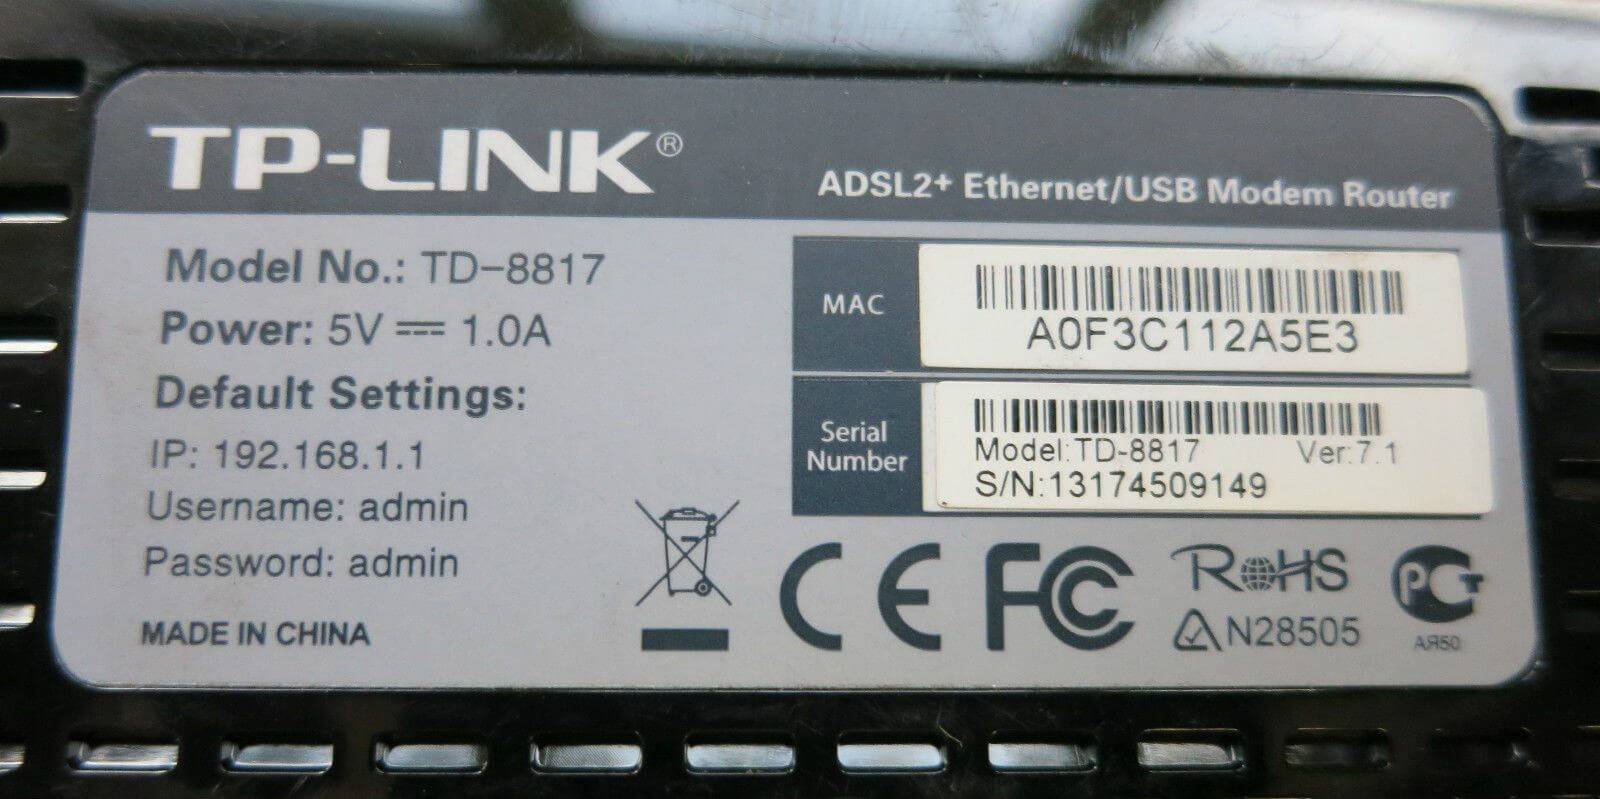 TP-LINK®
ADSL2+ Ethernet/USB Modem Router
Model No.: TD-8817
Power: 5V ⎓ 1.0A
Default Settings:
IP: 192.168.1.1
Username: admin
Password: admin
MADE IN CHINA
MAC
A0F3C112A5E3
Serial
Number
Model:TD-8817 Ver:7.1
S/N:13174509149
CE FC RoHS PCT
N28505
АЯ50